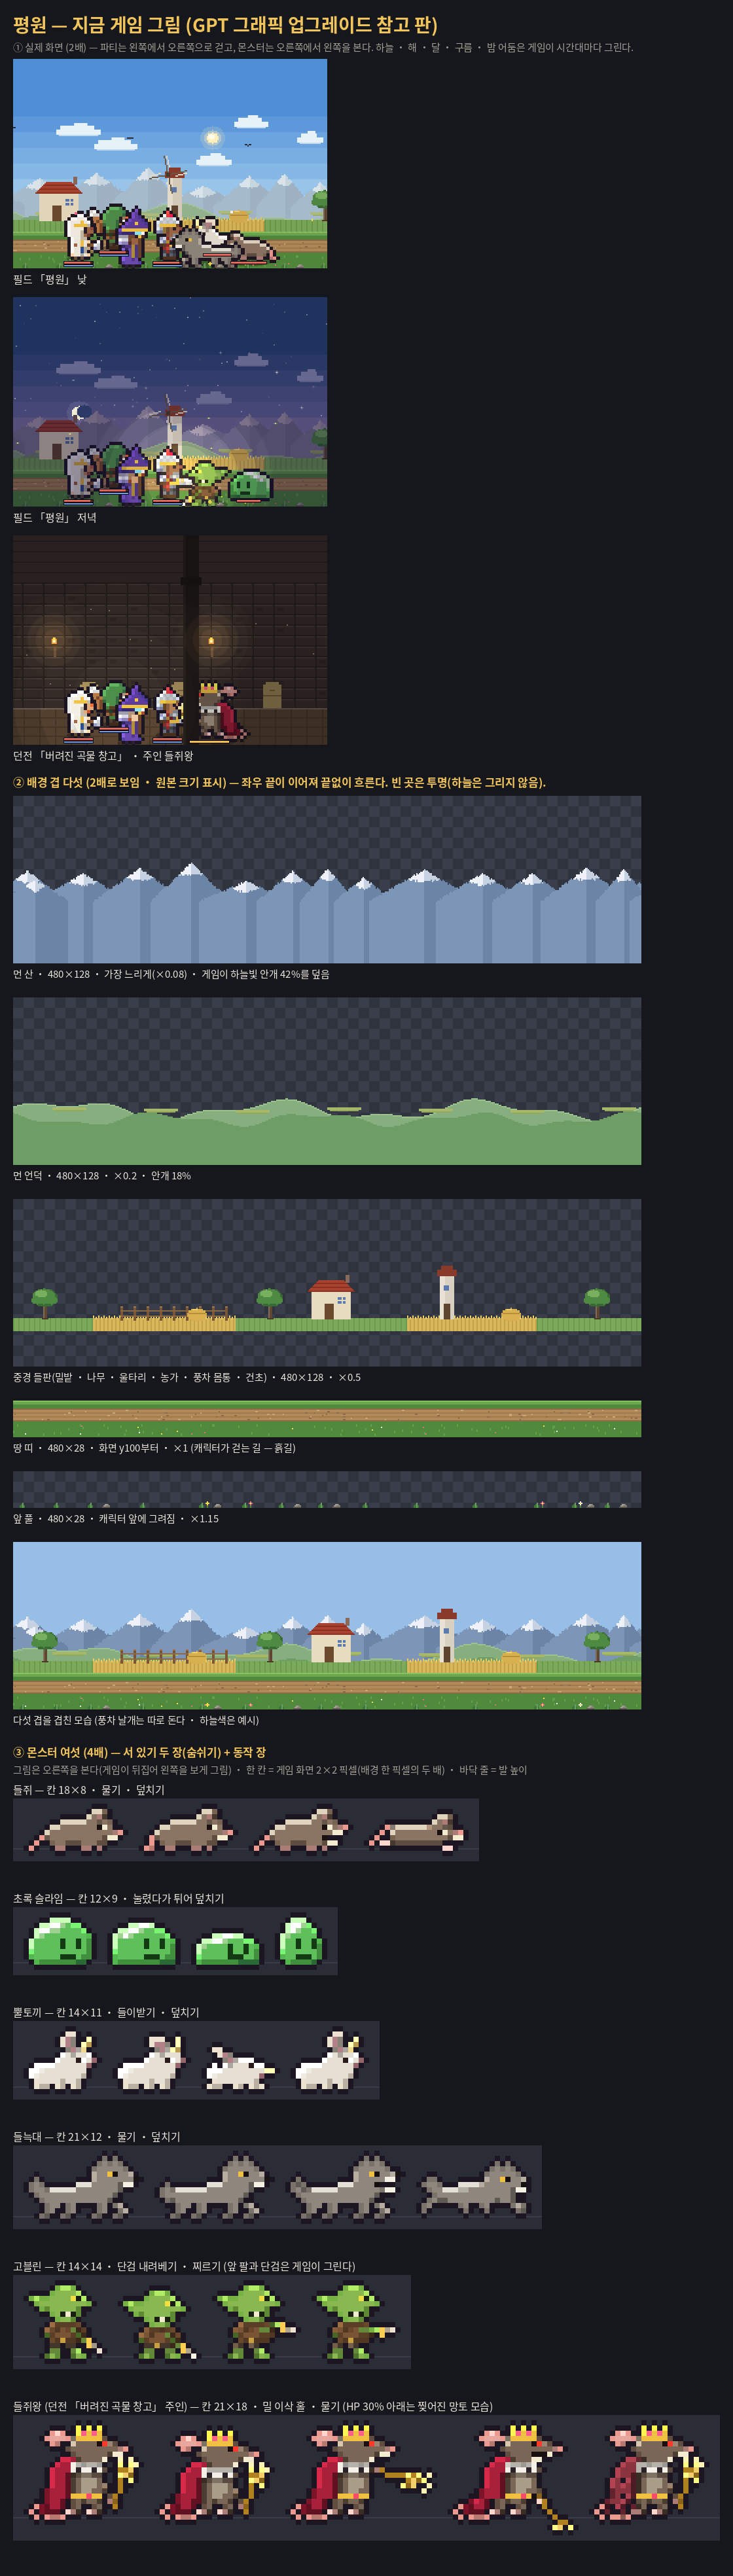 평원 — 지금 게임 그림 (GPT 그래픽 업그레이드 참고 판)
① 실제 화면 (2배) — 파티는 왼쪽에서 오른쪽으로 걷고, 몬스터는 오른쪽에서 왼쪽을 본다. 하늘 · 해 · 달 · 구름 · 밤 어둠은 게임이 시간대마다 그린다.
필드 「평원」 낮
필드 「평원」 저녁
던전 「버려진 곡물 창고」 · 주인 들쥐왕
② 배경 겹 다섯 (2배로 보임 · 원본 크기 표시) — 좌우 끝이 이어져 끝없이 흐른다. 빈 곳은 투명(하늘은 그리지 않음).
먼 산 · 480×128 · 가장 느리게(×0.08) · 게임이 하늘빛 안개 42%를 덮음
먼 언덕 · 480×128 · ×0.2 · 안개 18%
중경 들판(밀밭 · 나무 · 울타리 · 농가 · 풍차 몸통 · 건초) · 480×128 · ×0.5
땅 띠 · 480×28 · 화면 y100부터 · ×1 (캐릭터가 걷는 길 — 흙길)
앞 풀 · 480×28 · 캐릭터 앞에 그려짐 · ×1.15
다섯 겹을 겹친 모습 (풍차 날개는 따로 돈다 · 하늘색은 예시)
③ 몬스터 여섯 (4배) — 서 있기 두 장(숨쉬기) + 동작 장
그림은 오른쪽을 본다(게임이 뒤집어 왼쪽을 보게 그림) · 한 칸 = 게임 화면 2×2 픽셀(배경 한 픽셀의 두 배) · 바닥 줄 = 발 높이
들쥐 — 칸 18×8 · 물기 · 덮치기
초록 슬라임 — 칸 12×9 · 눌렸다가 튀어 덮치기
뿔토끼 — 칸 14×11 · 들이받기 · 덮치기
들늑대 — 칸 21×12 · 물기 · 덮치기
고블린 — 칸 14×14 · 단검 내려베기 · 찌르기 (앞 팔과 단검은 게임이 그린다)
들쥐왕 (던전 「버려진 곡물 창고」 주인) — 칸 21×18 · 밀 이삭 홀 · 물기 (HP 30% 아래는 찢어진 망토 모습)